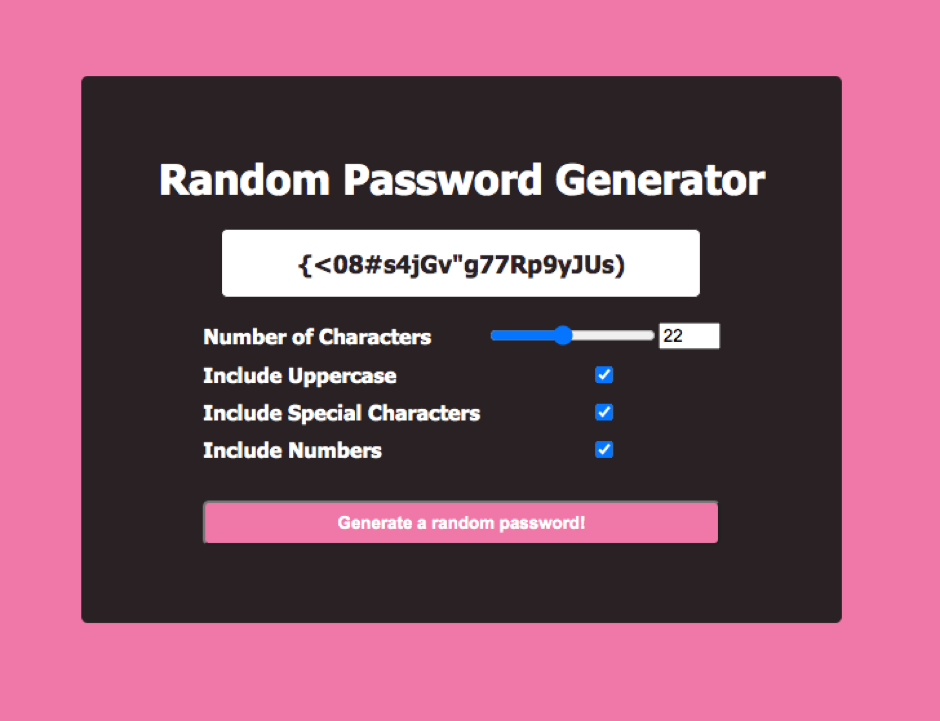 Random Password Generator
{<08#s4jGv"g77Rp9yJUs)
Number of Characters 22
Include Uppercase
Include Special Characters
Include Numbers
Generate a random password!